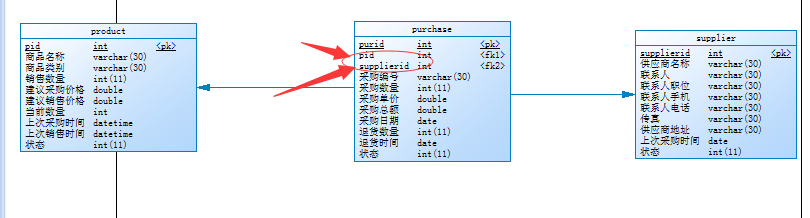 product
pid int <pk>
商品名称 varchar(30)
商品类别 varchar(30)
销售数量 int(11)
建议采购价格 double
建议销售价格 double
当前数量 int
上次采购时间 datetime
上次销售时间 datetime
状态 int(11)
purchase
purid int <pk>
pid int <fk1>
supplierid int <fk2>
采购编号 varchar(30)
采购数量 int(11)
采购单价 double
采购总额 double
采购日期 date
退货数量 int(11)
退货时间 date
状态 int(11)
supplier
supplierid int <pk>
供应商名称 varchar(30)
联系人 varchar(30)
联系人职位 varchar(30)
联系人手机 varchar(30)
联系人电话 varchar(30)
传真 varchar(30)
供应商地址 varchar(30)
上次采购时间 date
状态 int(11)